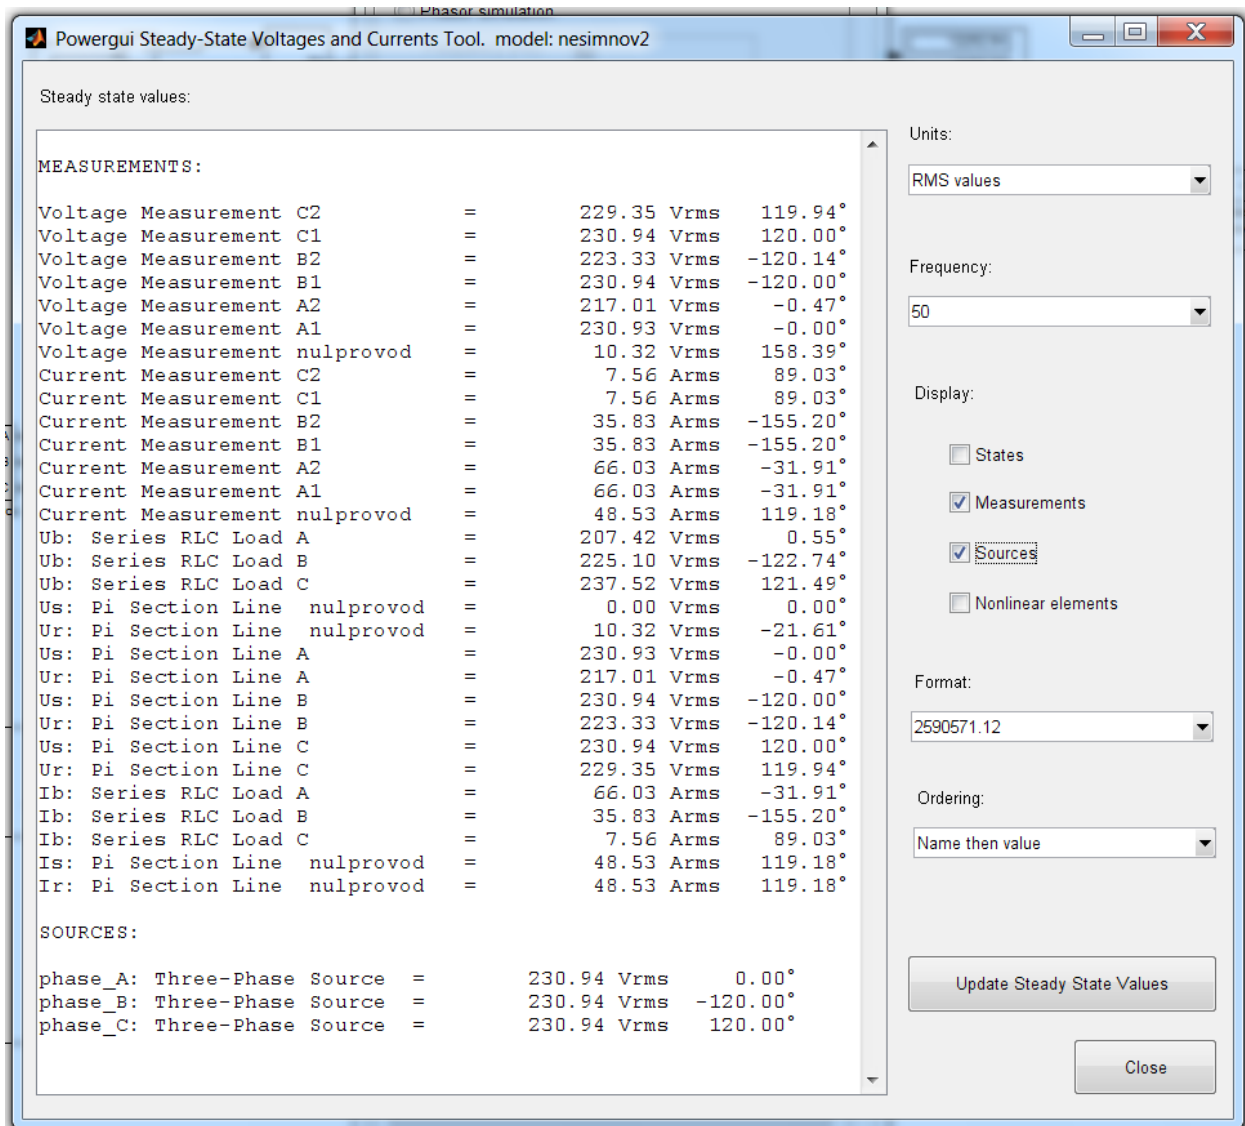 Phasor simulation
Powergui Steady-State Voltages and Currents Tool. model: nesimnov2
Steady state values:
MEASUREMENTS:
Voltage Measurement C2 = 229.35 Vrms 119.94°
Voltage Measurement C1 = 230.94 Vrms 120.00°
Voltage Measurement B2 = 223.33 Vrms -120.14°
Voltage Measurement B1 = 230.94 Vrms -120.00°
Voltage Measurement A2 = 217.01 Vrms -0.47°
Voltage Measurement A1 = 230.93 Vrms -0.00°
Voltage Measurement nulprovod = 10.32 Vrms 158.39°
Current Measurement C2 = 7.56 Arms 89.03°
Current Measurement C1 = 7.56 Arms 89.03°
Current Measurement B2 = 35.83 Arms -155.20°
Current Measurement B1 = 35.83 Arms -155.20°
Current Measurement A2 = 66.03 Arms -31.91°
Current Measurement A1 = 66.03 Arms -31.91°
Current Measurement nulprovod = 48.53 Arms 119.18°
Ub: Series RLC Load A = 207.42 Vrms 0.55°
Ub: Series RLC Load B = 225.10 Vrms -122.74°
Ub: Series RLC Load C = 237.52 Vrms 121.49°
Us: Pi Section Line nulprovod = 0.00 Vrms 0.00°
Ur: Pi Section Line nulprovod = 10.32 Vrms -21.61°
Us: Pi Section Line A = 230.93 Vrms -0.00°
Ur: Pi Section Line A = 217.01 Vrms -0.47°
Us: Pi Section Line B = 230.94 Vrms -120.00°
Ur: Pi Section Line B = 223.33 Vrms -120.14°
Us: Pi Section Line C = 230.94 Vrms 120.00°
Ur: Pi Section Line C = 229.35 Vrms 119.94°
Ib: Series RLC Load A = 66.03 Arms -31.91°
Ib: Series RLC Load B = 35.83 Arms -155.20°
Ib: Series RLC Load C = 7.56 Arms 89.03°
Is: Pi Section Line nulprovod = 48.53 Arms 119.18°
Ir: Pi Section Line nulprovod = 48.53 Arms 119.18°
SOURCES:
phase_A: Three-Phase Source = 230.94 Vrms 0.00°
phase_B: Three-Phase Source = 230.94 Vrms -120.00°
phase_C: Three-Phase Source = 230.94 Vrms 120.00°
Units:
RMS values
Frequency:
50
Display:
States
Measurements
Sources
Nonlinear elements
Format:
2590571.12
Ordering:
Name then value
Update Steady State Values
Close